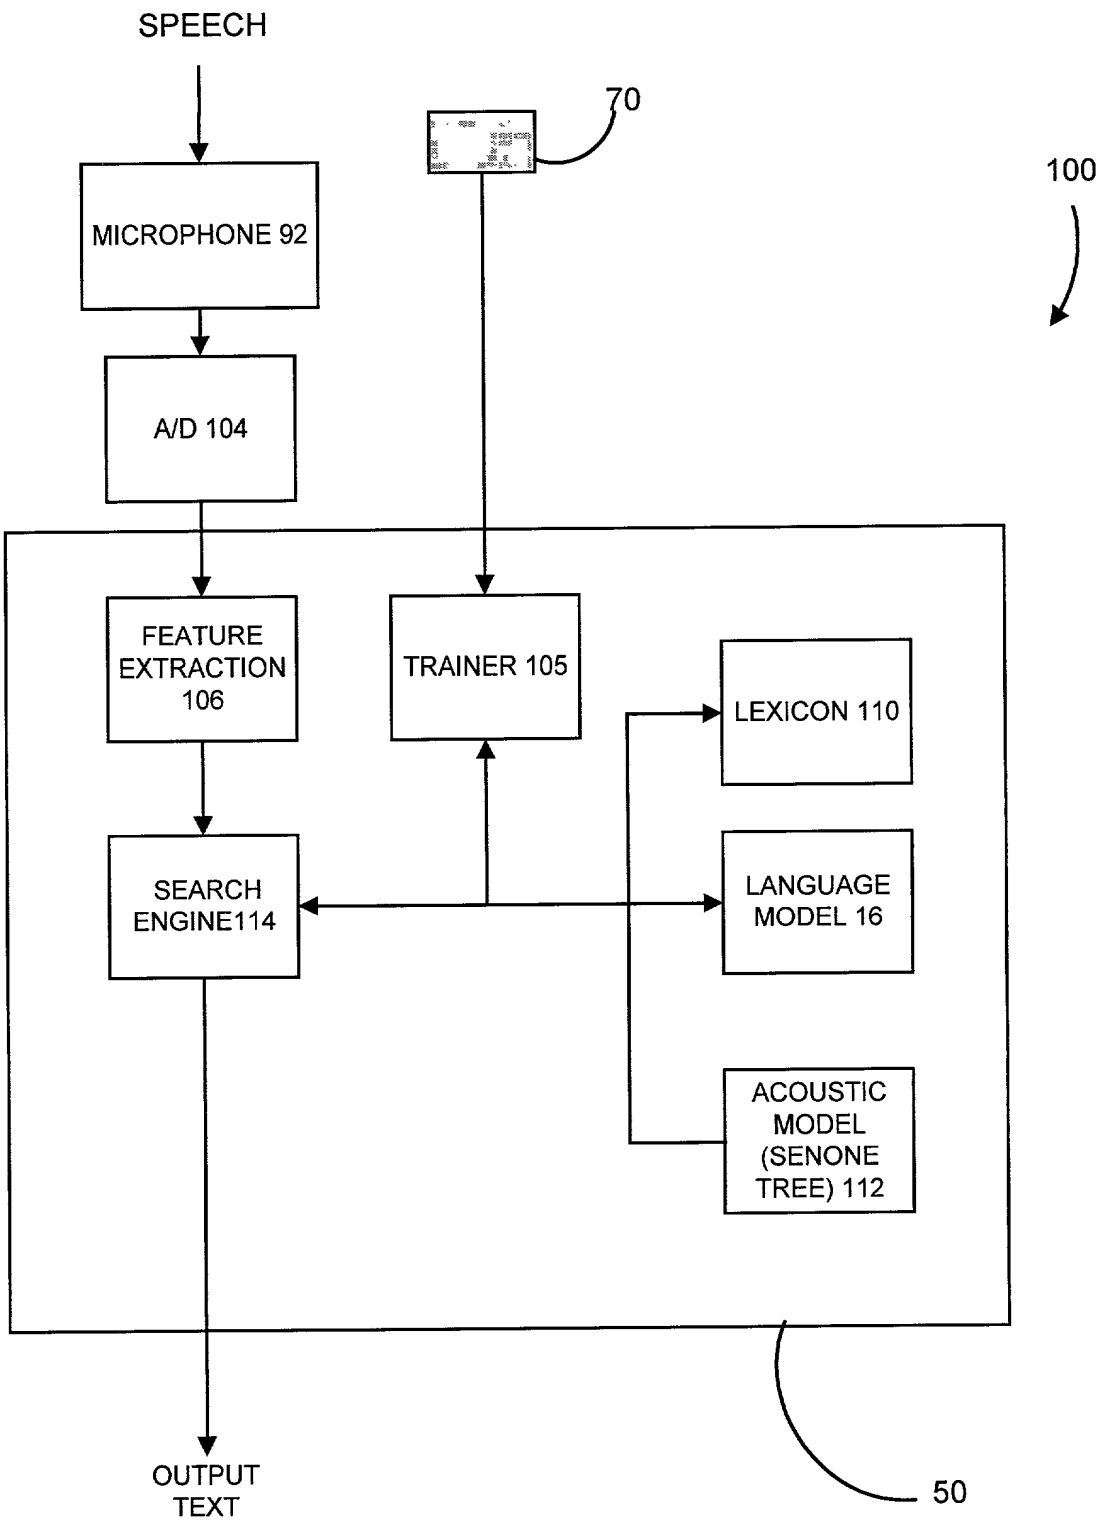 SPEECH
70
100
MICROPHONE 92
A/D 104
FEATURE
EXTRACTION
106
TRAINER 105
LEXICON 110
SEARCH
ENGINE114
LANGUAGE
MODEL 16
ACOUSTIC
MODEL
(SENONE
TREE) 112
OUTPUT
TEXT
50